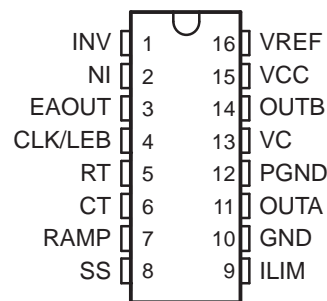 INV 1 16 VREF
NI 2 15 VCC
EAOUT 3 14 OUTB
CLK/LEB 4 13 VC
RT 5 12 PGND
CT 6 11 OUTA
RAMP 7 10 GND
SS 8 9 ILIM